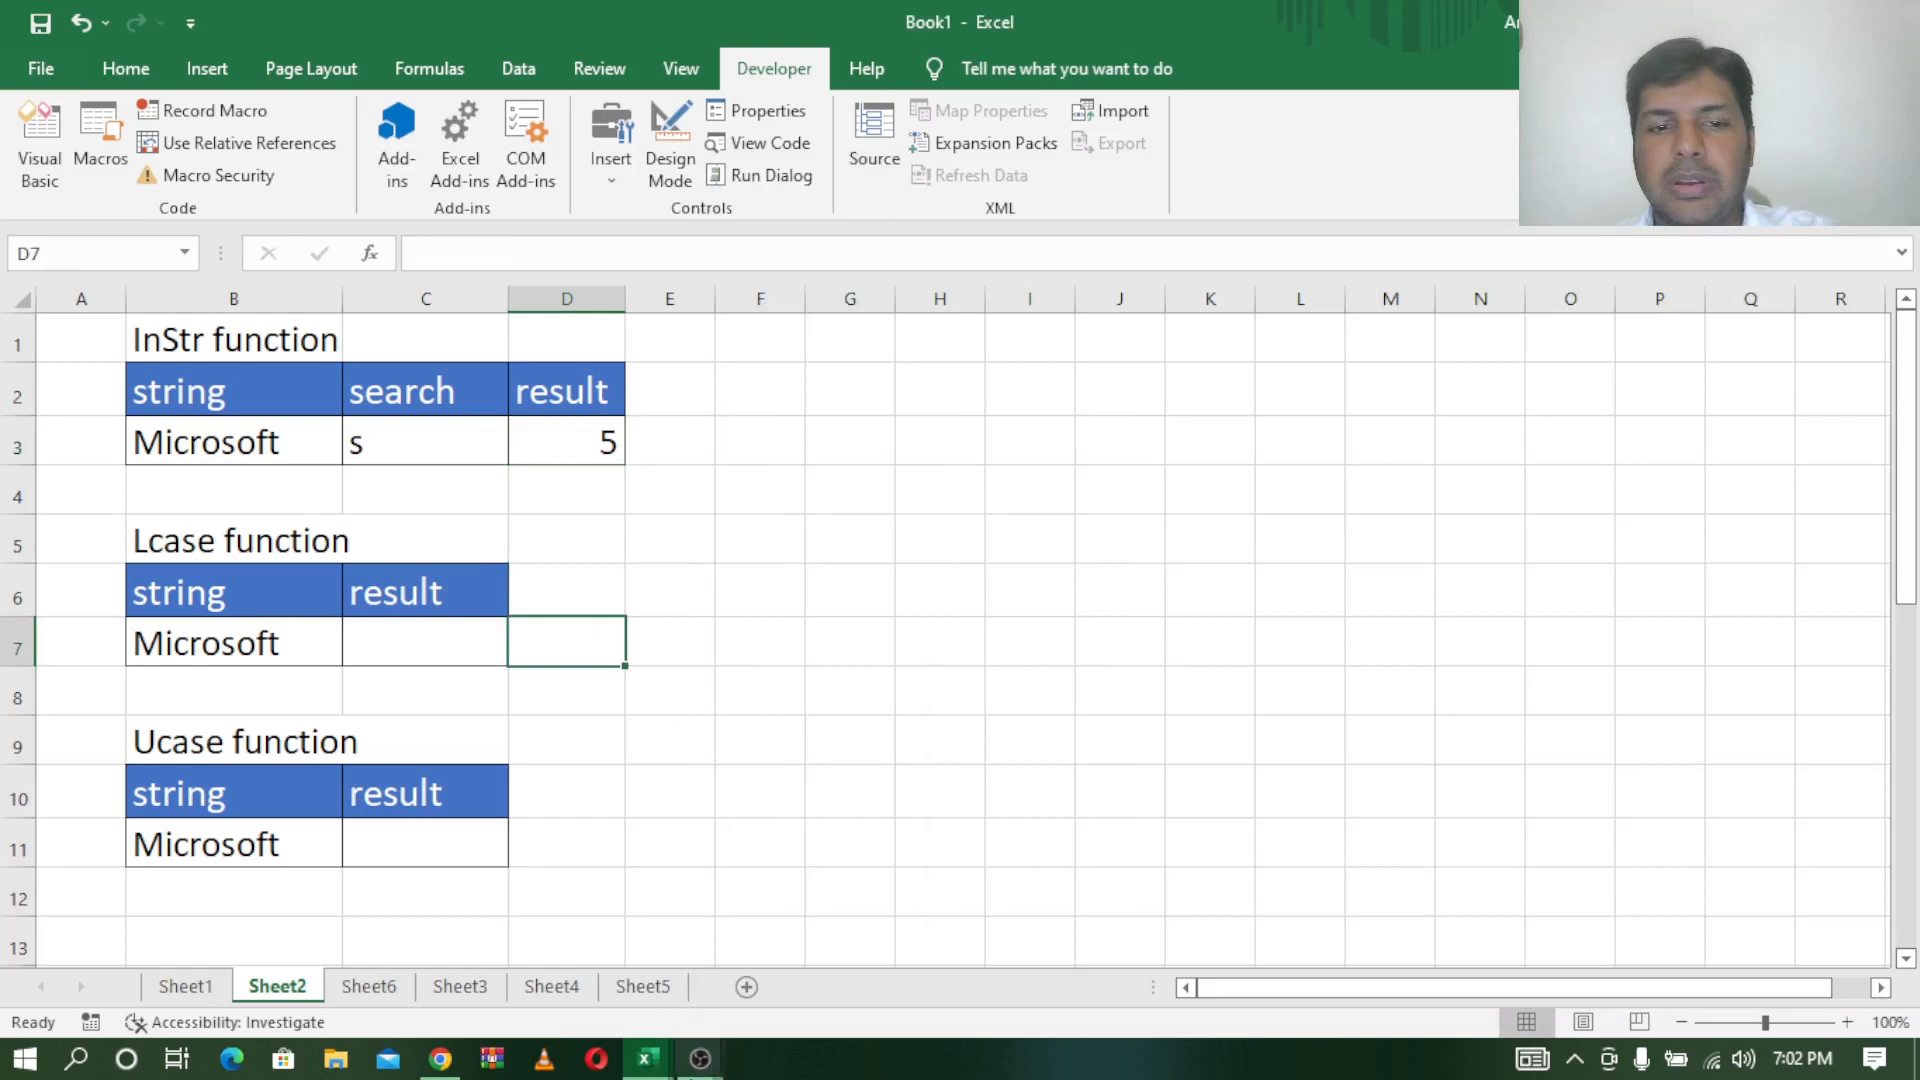 Book1 - Excel
File Home Insert Page Layout Formulas Data Review View Developer Help Tell me what you want to do
Visual Basic
Macros
Record Macro
Use Relative References
Macro Security
Code
Add-ins
Excel Add-ins
COM Add-ins
Add-ins
Insert
Design Mode
Properties
View Code
Run Dialog
Controls
Source
Map Properties
Expansion Packs
Refresh Data
Import
Export
XML
D7
fx
A B C D E F G H I J K L M N O P Q R
1 InStr function
2 string search result
3 Microsoft s 5
4
5 Lcase function
6 string result
7 Microsoft
8
9 Ucase function
10 string result
11 Microsoft
12
13
Sheet1 Sheet2 Sheet6 Sheet3 Sheet4 Sheet5
Ready Accessibility: Investigate 100%
7:02 PM